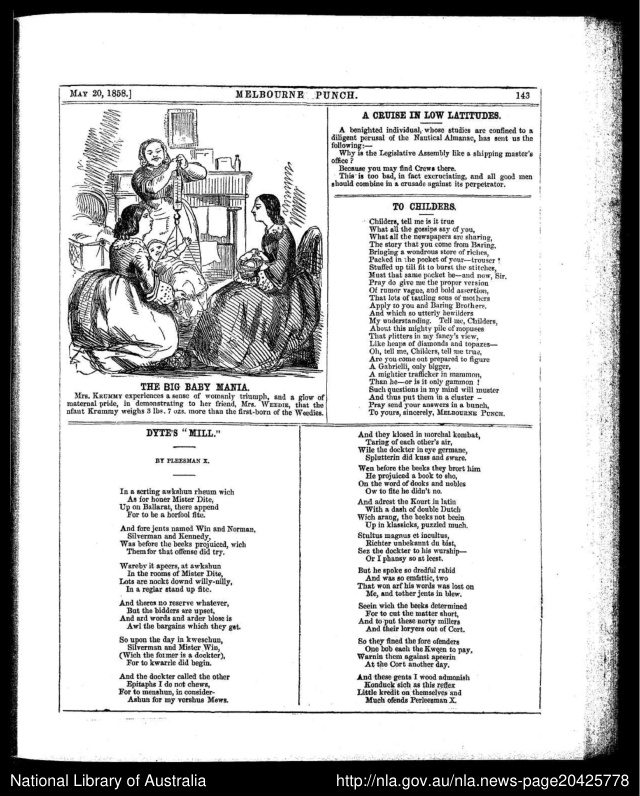 MAY 20, 1858.]
MELBOURNE PUNCH.
143
THE BIG BABY MANIA.
Mrs. KRUMMY experiences a sense of womanly triumph, and a glow of
maternal pride, in demonstrating to her friend, Mrs. WEEDIE, that the
nfaut Krummy weighs 3 lbs. 7 ozs. more than the first-born of the Weedies.
A CRUISE IN LOW LATITUDES.
A benighted individual, whose studies are confined to a
diligent perusal of the Nautical Almanac, has sent us the
following:—
Why is the Legislative Assembly like a shipping master's
office ?
Because you may find Crews there.
This is too bad, in fact excruciating, and all good men
should combine in a crusade against its perpetrator.
TO CHILDERS.
Childers, tell me is it true
What all the gossips say of you,
What all the newspapers are sharing,
The story that you come from Baring,
Bringing a wondrous store of riches,
Packed in the pocket of your—trouser !
Stuffed up till fit to burst the stitches,
Must that same pocket be—and now, Sir,
Pray do give me the proper version
Of rumor vague, and bold assertion,
That lots of tattling sons of mothers
Apply to you and Baring Brothers.
And which so utterly bewilders
My understanding. Tell me, Childers,
About this mighty pile of mopuses
That glitters in my fancy's view,
Like heaps of diamonds and topazes—
Oh, tell me, Childers, tell me true,
Are you come out prepared to figure
A Gabrielli, only bigger,
A mightier trafficker in mammon,
Than he—or is it only gammon !
Such questions in my mind will muster
And thus put them in a cluster –
Pray send your answers in a bunch,
To yours, sincerely, MELBOURNE PUNCH.
DYTE'S "MILL."
BY PLEESMAN X.
In a serting awkshun rheum wich
As for honer Mister Dite,
Up on Ballarat, there append
For to be a herfool fite.
And fore jents named Win and Norman,
Silverman and Kennedy,
Was before the beeks projuiced, wich
Them for that offense did try.
Wareby it apeers, at awkshun
In the rooms of Mister Dite,
Lots are nockt downd willy-nilly,
In a reglar stand up fite.
And theres no reserve whatever,
But the bidders are upset,
And ard words and arder blose is
Awl the bargains which they get.
So upon the day in kweschun,
Silverman and Mister Win,
(Wich the former is a dockter),
For to kwarrle did begin.
And the dockter called the other
Epitaphs I do not chews,
For to menshun, in consider-
Ashun for my vershus Mews.
And they klosed in morchal kombat,
Taring of each other's air,
Wile the dockter in eye germane,
Splutterin did kuss and sware.
Wen before the beeks they brort him
He projuiced a book to sho,
On the word of dooks and nobles
Ow to fite he didn't no.
And adrest the Kourt in latin
With a dash of double Dutch
Wich arang, the beeks not beein
Up in klassicks, puzzled much.
Stultus magnus et incultus,
Richter unbekannt du bist,
Sez the dockter to his wurship—
Or I phansy so at leest.
But he spoke so dredful rabid
And was so emfattic, two
That won arf his words was lost on
Me, and tother jents in blew.
Seein wich the beeks determined
For to cut the matter short,
And to put these norty millers
And their loryers out of Cort.
So they fined the fore ofenders
One bob each the Kween to pay,
Warnin them against apeerin
At the Cort another day.
And these gents I wood admonish
Konduck sich as this reflex
Little kredit on themselves and
Much ofends Perleesman X.
National Library of Australia
http://nla.gov.au/nla.news-page20425778